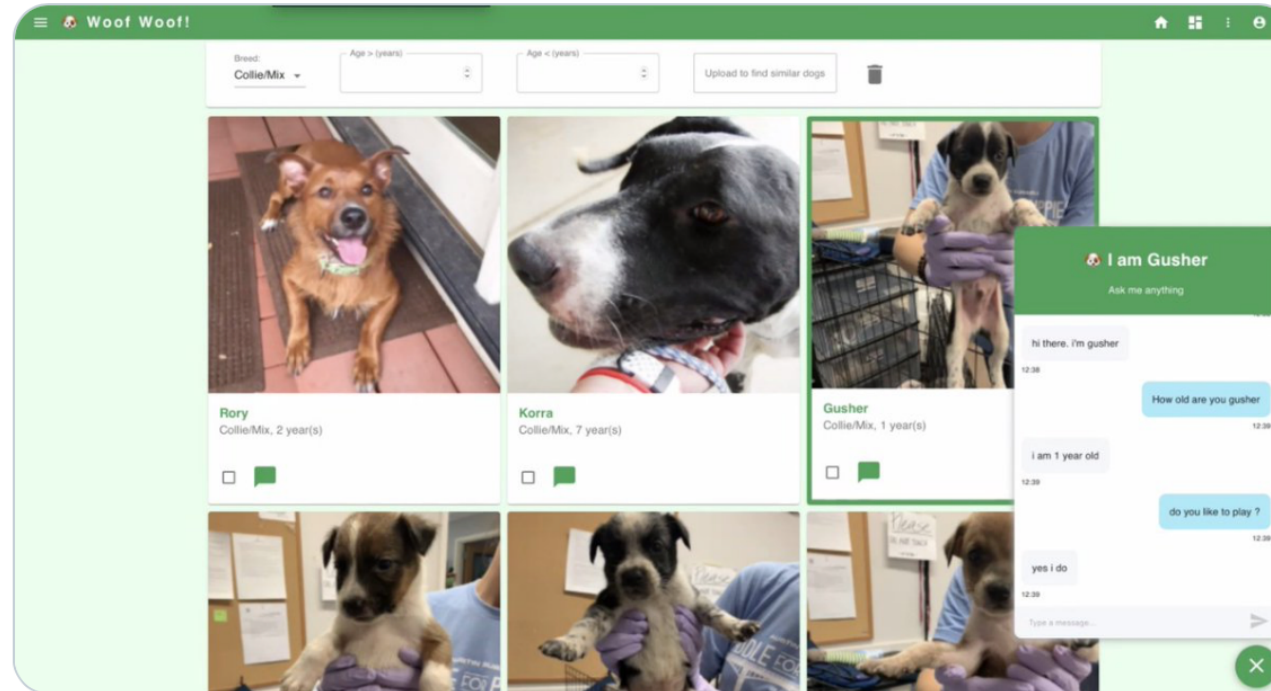 Woof Woof!
Breed:
Collie/Mix
Age > (years)
Age < (years)
Upload to find similar dogs
Rory
Collie/Mix, 2 year(s)
Korra
Collie/Mix, 7 year(s)
Gusher
Collie/Mix, 1 year(s)
I am Gusher
Ask me anything
hi there. i'm gusher
12:38
How old are you gusher
12:39
i am 1 year old
12:39
do you like to play ?
12:39
yes i do
12:39
Type a message...
Please